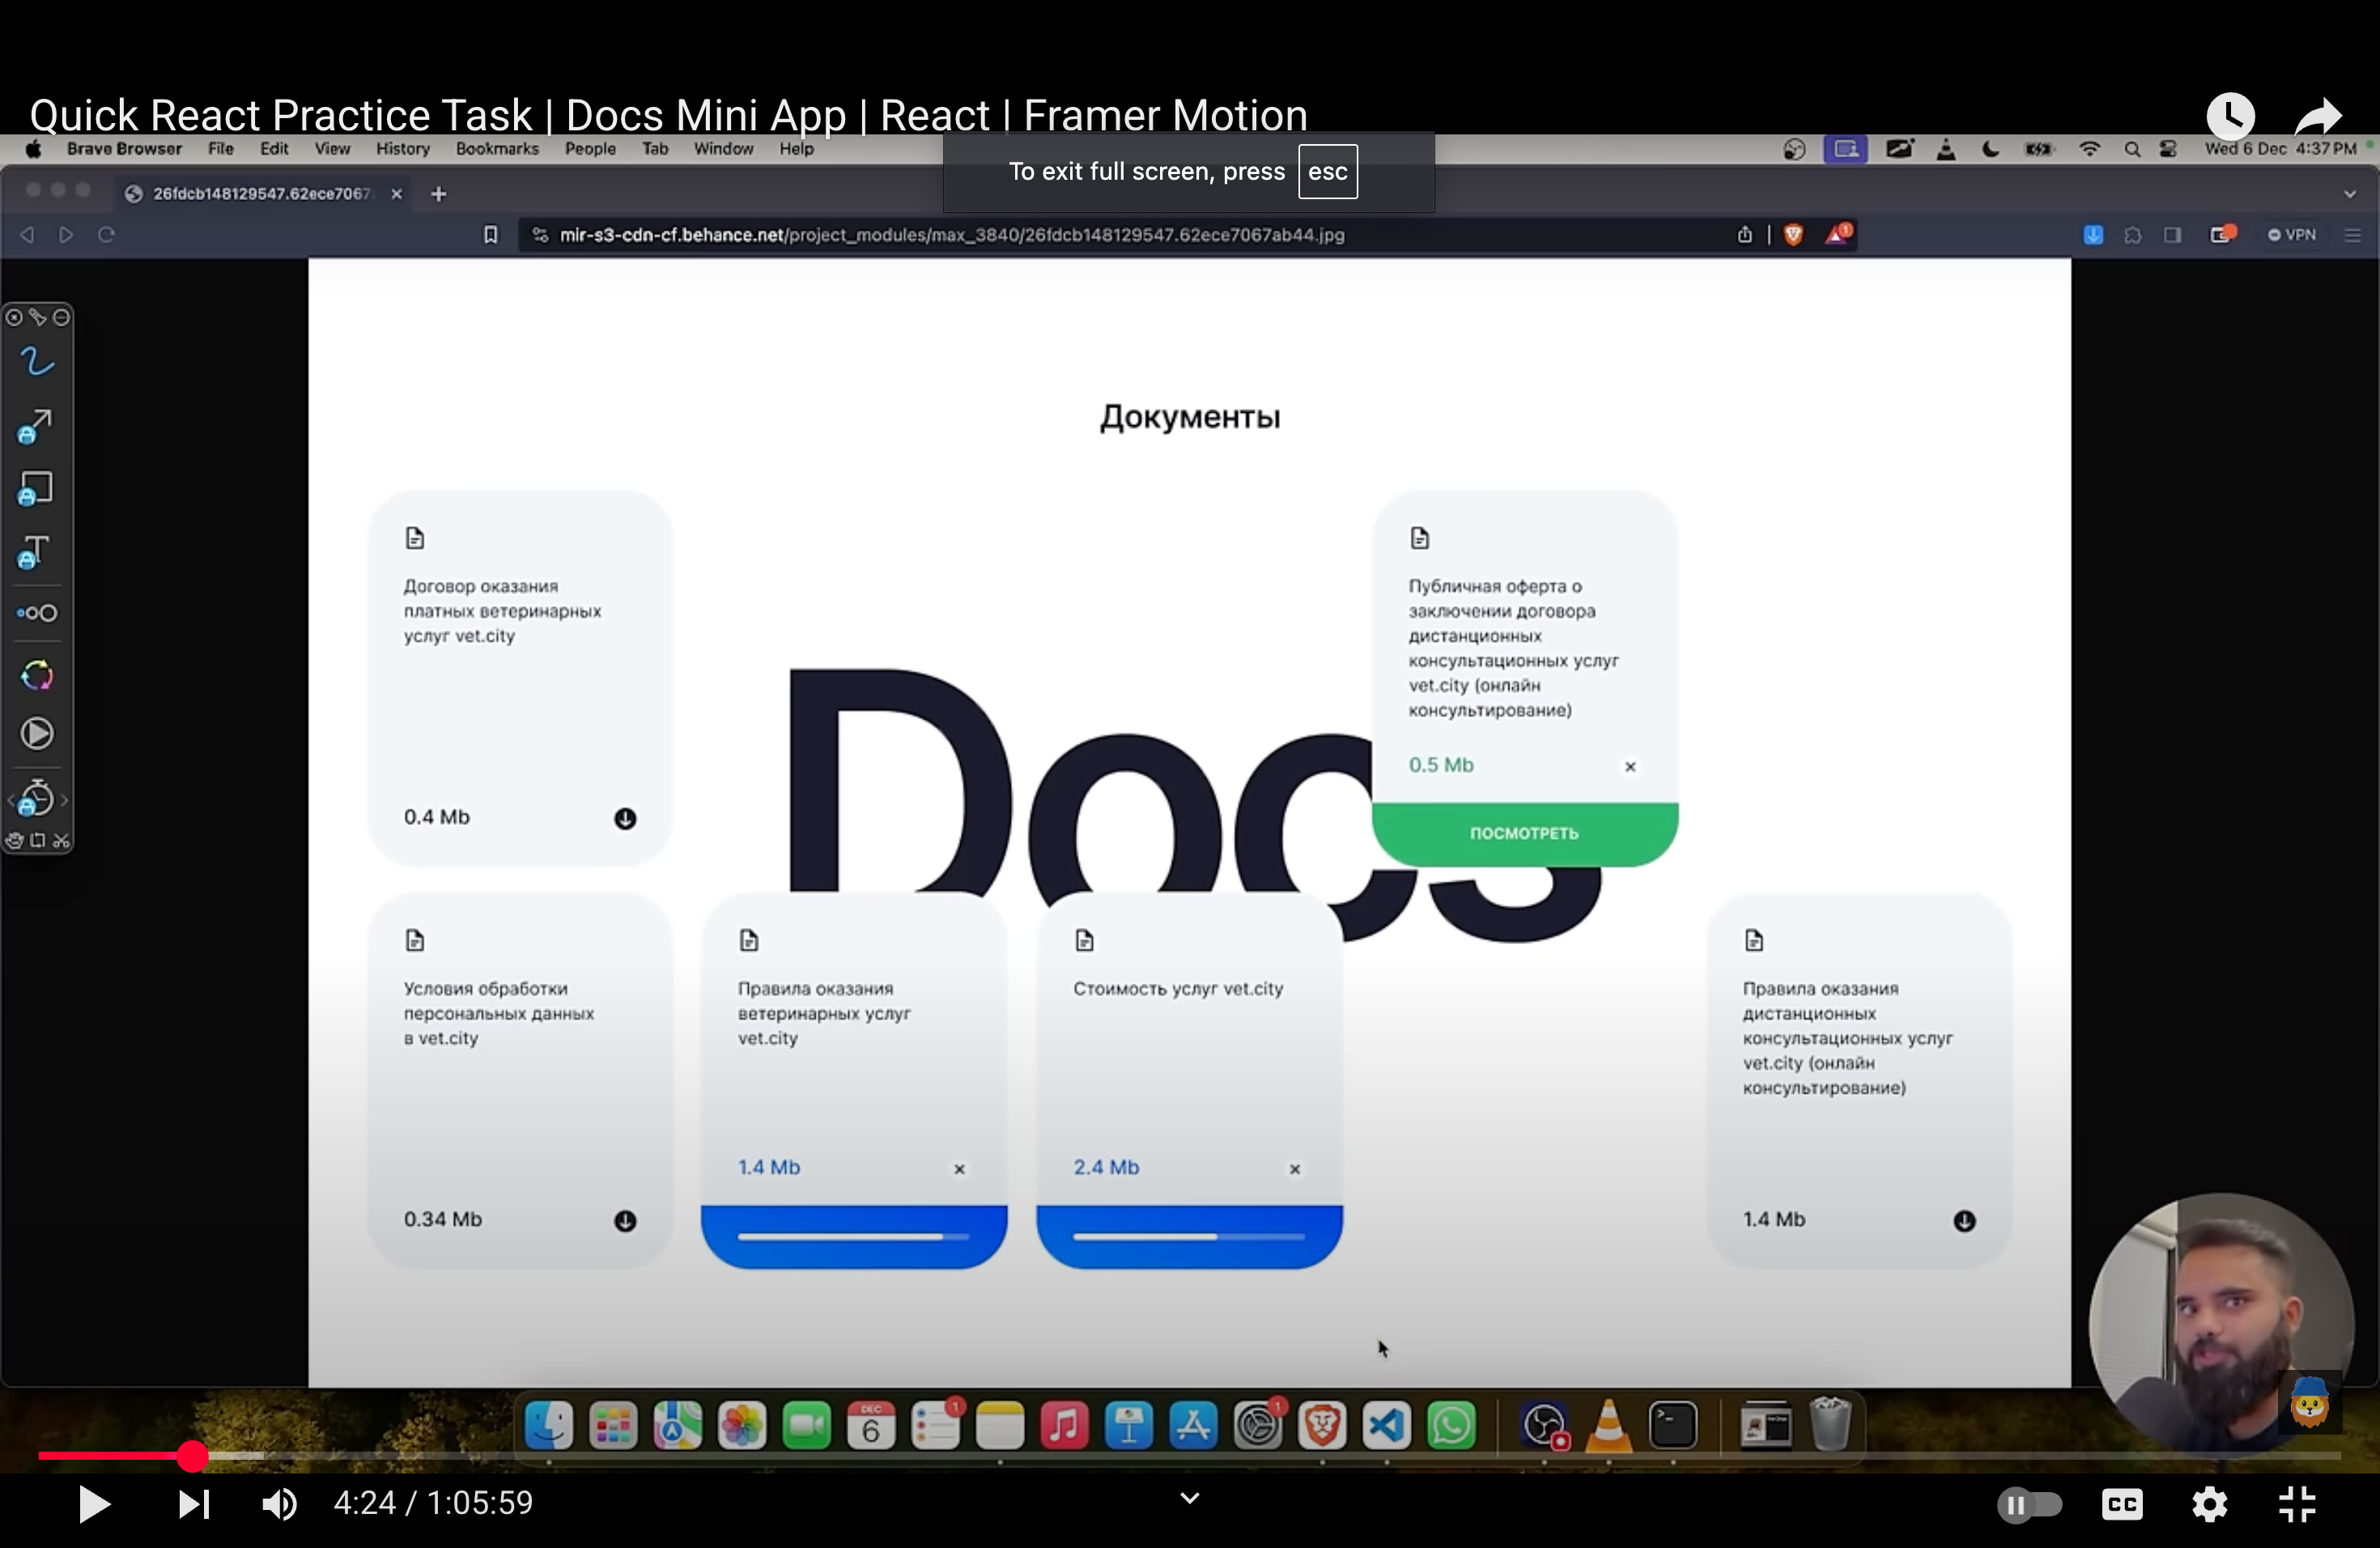 Quick React Practice Task | Docs Mini App | React | Framer Motion
Brave Browser File Edit View History Bookmarks People Tab Window Help
Wed 6 Dec 4:37 PM
To exit full screen, press esc
26fdcb148129547.62ece7067
mir-s3-cdn-cf.behance.net/project_modules/max_3840/26fdcb148129547.62ece7067ab44.jpg
1
VPN
T
Документы
Договор оказания
платных ветеринарных
услуг vet.city
0.4 Mb
Docs
Публичная оферта о
заключении договора
дистанционных
консультационных услуг
vet.city (онлайн
консультирование)
0.5 Mb
ПОСМОТРЕТЬ
Условия обработки
персональных данных
в vet.city
0.34 Mb
Правила оказания
ветеринарных услуг
vet.city
1.4 Mb
Стоимость услуг vet.city
2.4 Mb
Правила оказания
дистанционных
консультационных услуг
vet.city (онлайн
консультирование)
1.4 Mb
DEC
6
1
1
4:24 / 1:05:59
CC